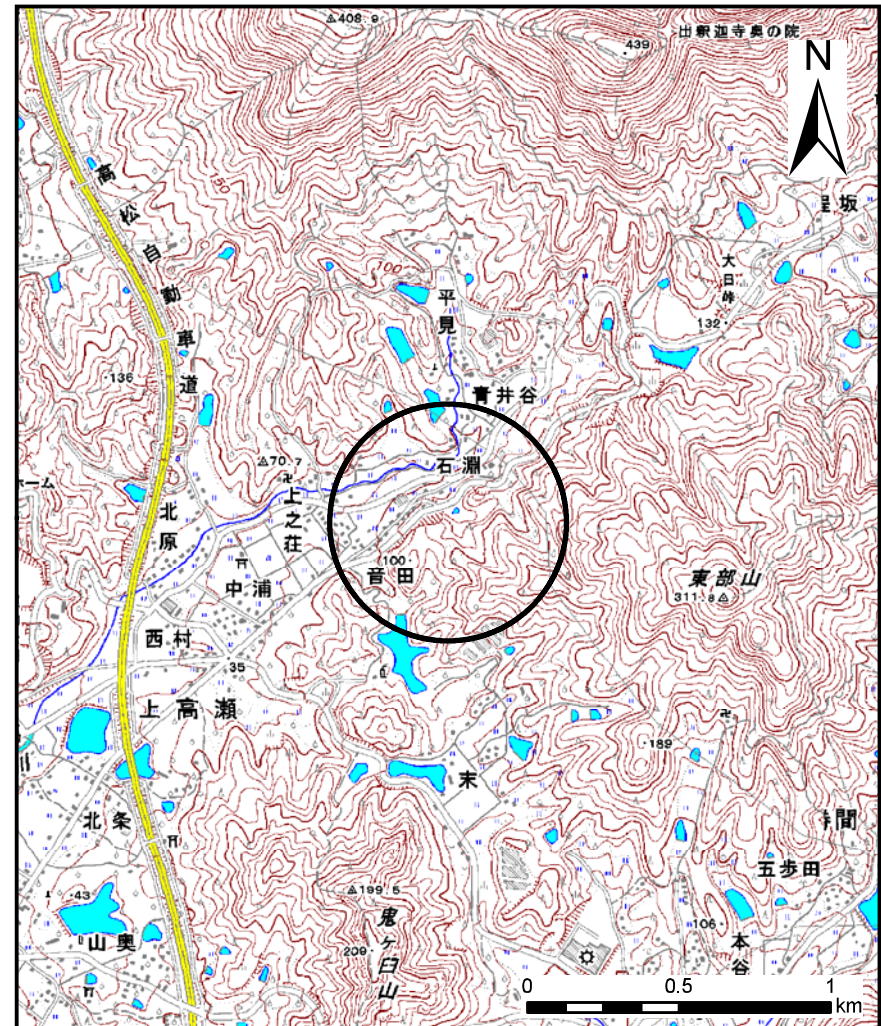 408.9
439
出釈迦寺奥の院
N
高松自動車道
150
坂
大日峠
100
平見
132
136
青井谷
70.7
石淵
ホーム
上之荘
北原
100
音田
中浦
東部山
311.8
西村
35
上高瀬
189
末
北条
間
五歩田
199.5
43
鬼ヶ臼山
106
山奥
209
本谷
0 0.5 1
km